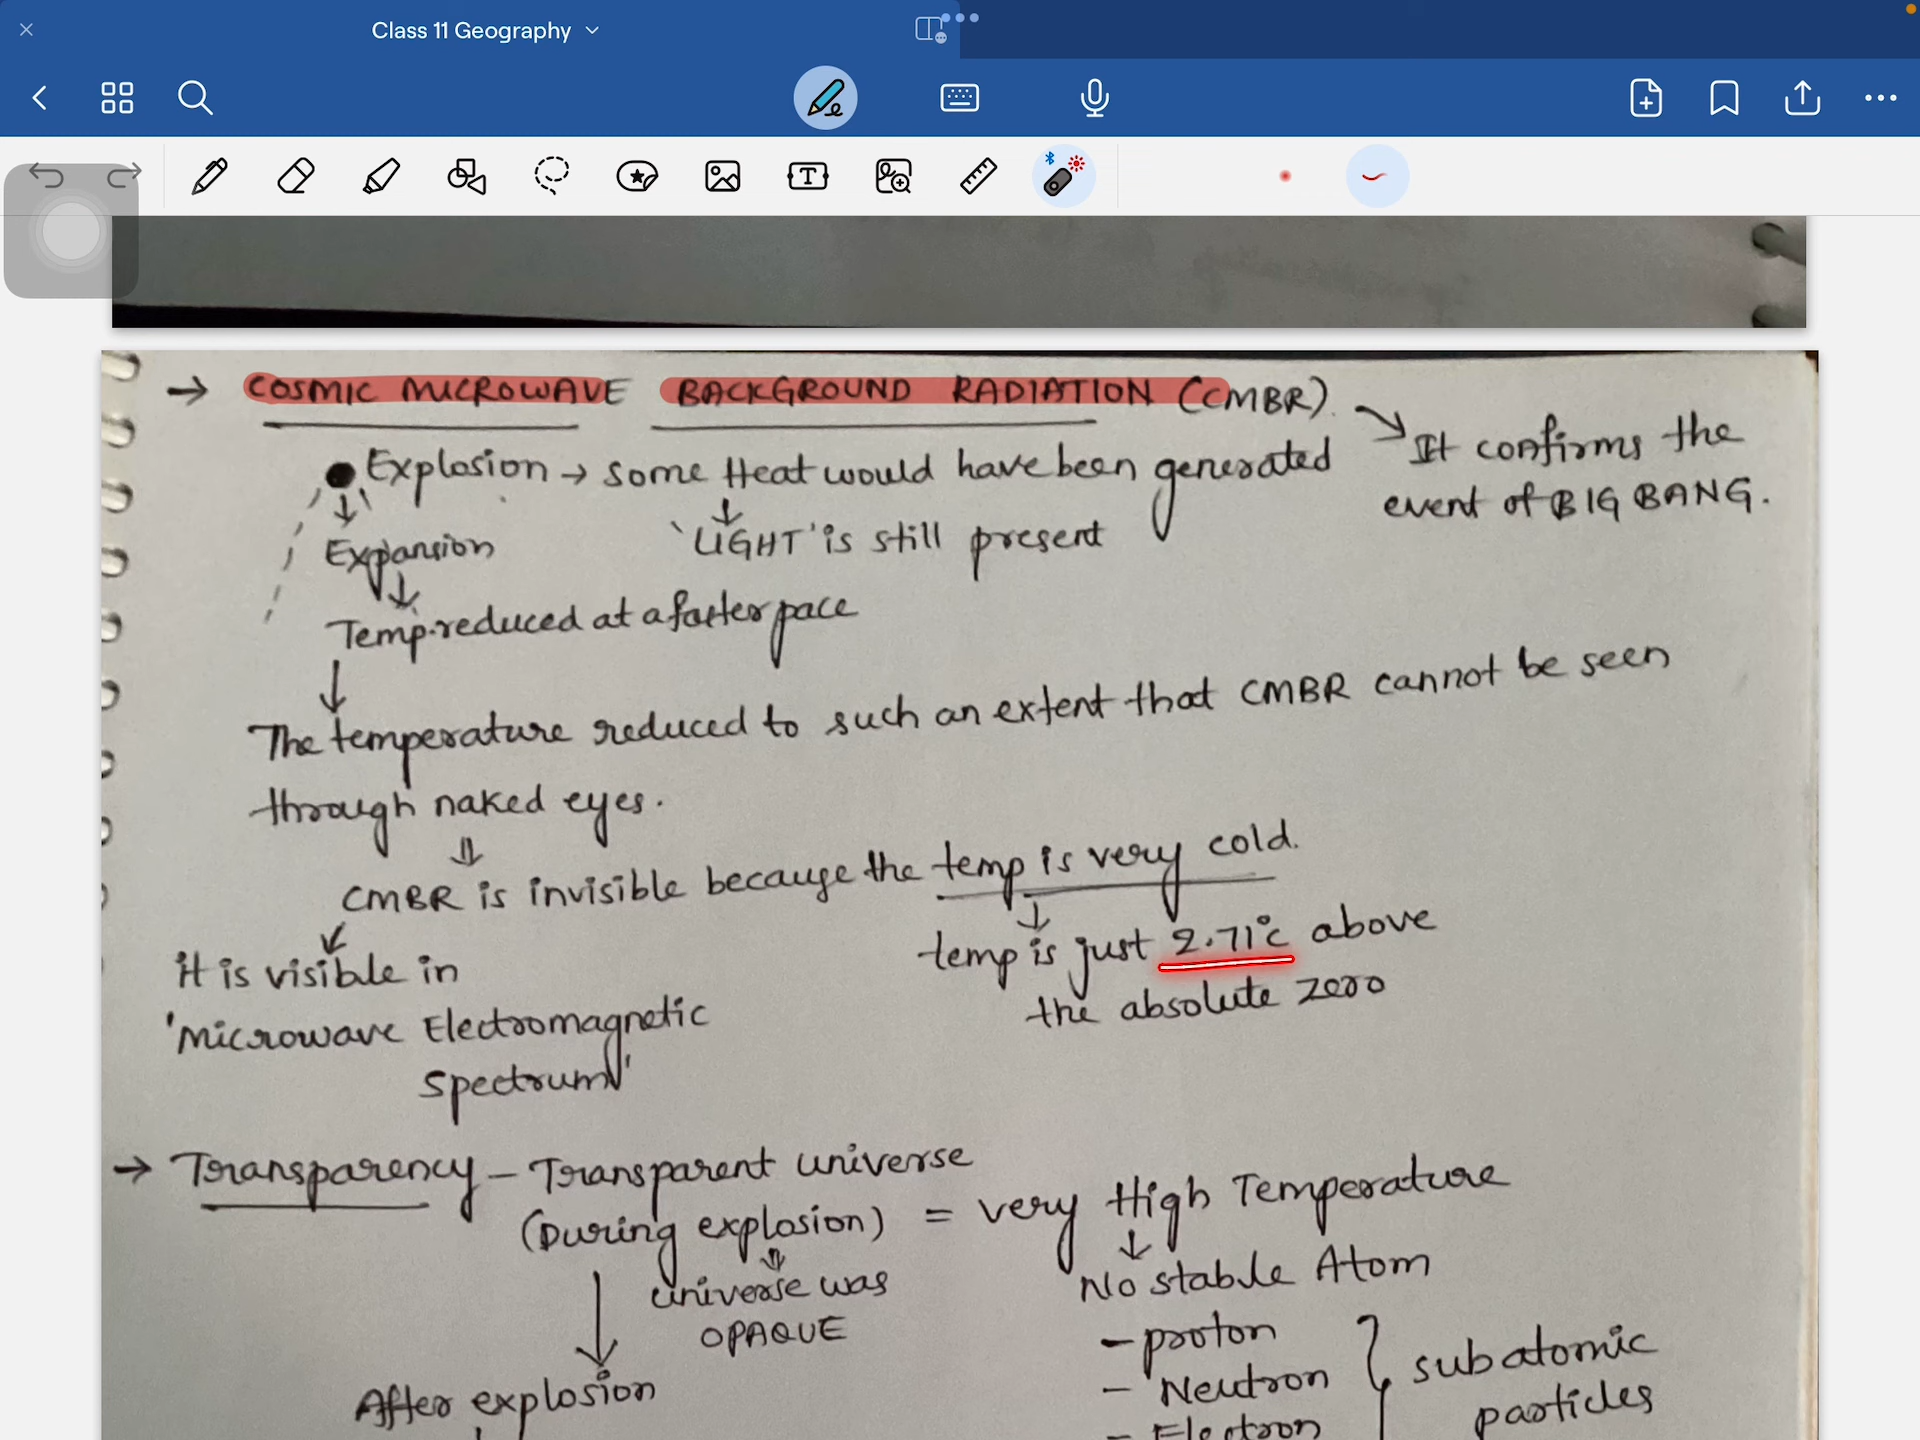 Class 11 Geography
→ COSMIC MICROWAVE BACKGROUND RADIATION (CMBR).
It confirms the
event of BIG BANG.
Explosion → some Heat would have been generated
'LIGHT' is still present
Expansion
Temp. reduced at a faster pace
The temperature reduced to such an extent that CMBR cannot be seen
through naked eyes.
CMBR is invisible because the temp is very cold.
temp is just 2.71°c above
the absolute zero
it is visible in
'Microwave Electromagnetic
Spectrum'
→ Transparency - Transparent universe
(During explosion) = very High Temperature
universe was
OPAQUE
No stable Atom
- proton
- Neutron
- Electron
subatomic
particles
After explosion